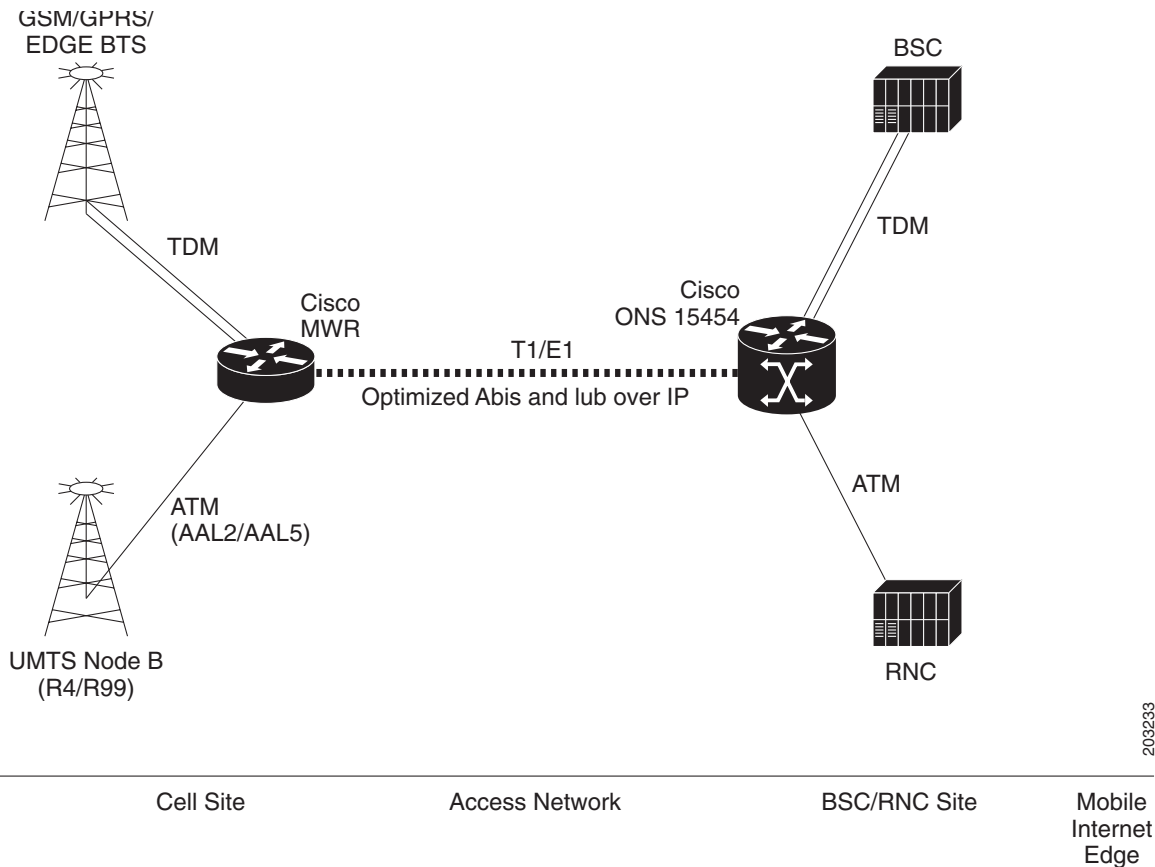 GSM/GPRS/
EDGE BTS
BSC
TDM
TDM
Cisco
MWR
Cisco
ONS 15454
T1/E1
Optimized Abis and Iub over IP
ATM
(AAL2/AAL5)
ATM
UMTS Node B
(R4/R99)
RNC
203233
Cell Site
Access Network
BSC/RNC Site
Mobile
Internet
Edge